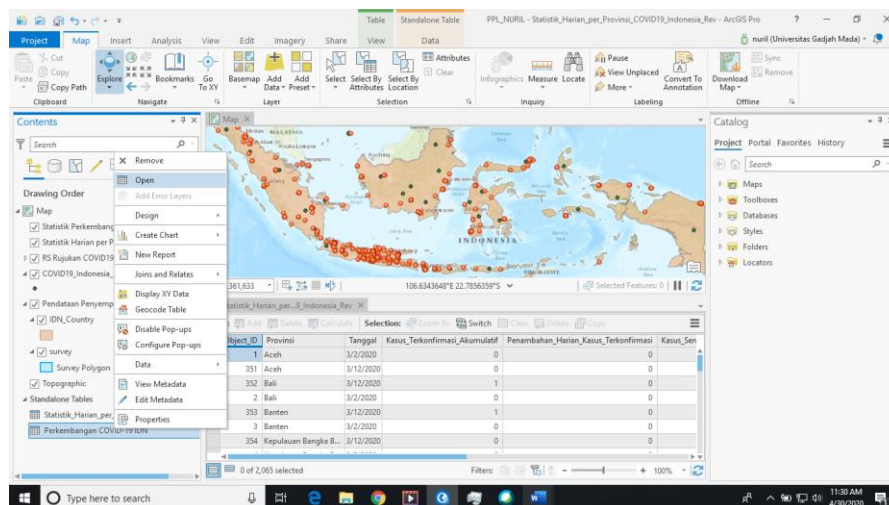 Table
Standalone Table
PPL_NURIL - Statistik_Harian_per_Provinsi_COVID19_Indonesia_Rev - ArcGIS Pro
Project Map Insert Analysis View Edit Imagery Share View Data
nuril (Universitas Gadjah Mada)
Paste
Cut
Copy
Copy Path
Explore
Bookmarks
Go To XY
Basemap
Add Data
Add Preset
Select
Select By Attributes
Select By Location
Attributes
Clear
Infographics
Measure
Locate
Pause
View Unplaced
More
Convert To Annotation
Download Map
Sync
Remove
Clipboard Navigate Layer Selection Inquiry Labeling Offline
Contents
Search
Drawing Order
Map
Statistik Perkembang
Statistik Harian per P
RS Rujukan COVID19
COVID19_Indonesia_
Pendataan Penyemp
IDN_Country
survey
Survey Polygon
Topographic
Standalone Tables
Statistik_Harian_per_
Perkembangan COVID-19 IDN
Remove
Open
Add Error Layers
Design
Create Chart
New Report
Joins and Relates
Display XY Data
Geocode Table
Disable Pop-ups
Configure Pop-ups
Data
View Metadata
Edit Metadata
Properties
Map
MALAYSIA
Kuala Lumpur
Singapore
Kuching
INDONESIA
361,633
106.6343648°E 22.7856359°S
Selected Features: 0
tatistik_Harian_per...9_Indonesia_Rev
Add Delete Calculate Selection: Zoom To Switch Clear Delete Copy
Object_ID Provinsi Tanggal Kasus_Terkonfirmasi_Akumulatif Penambahan_Harian_Kasus_Terkonfirmasi Kasus_Sen
1 Aceh 3/2/2020 0 0
351 Aceh 3/12/2020 0 0
352 Bali 3/12/2020 1 0
2 Bali 3/2/2020 0 0
353 Banten 3/12/2020 1 0
3 Banten 3/2/2020 0 0
354 Kepulauan Bangka B... 3/12/2020 0 0
0 of 2,065 selected
Filters:
100%
Catalog
Project Portal Favorites History
Search
Maps
Toolboxes
Databases
Styles
Folders
Locators
Type here to search
11:30 AM
4/30/2020